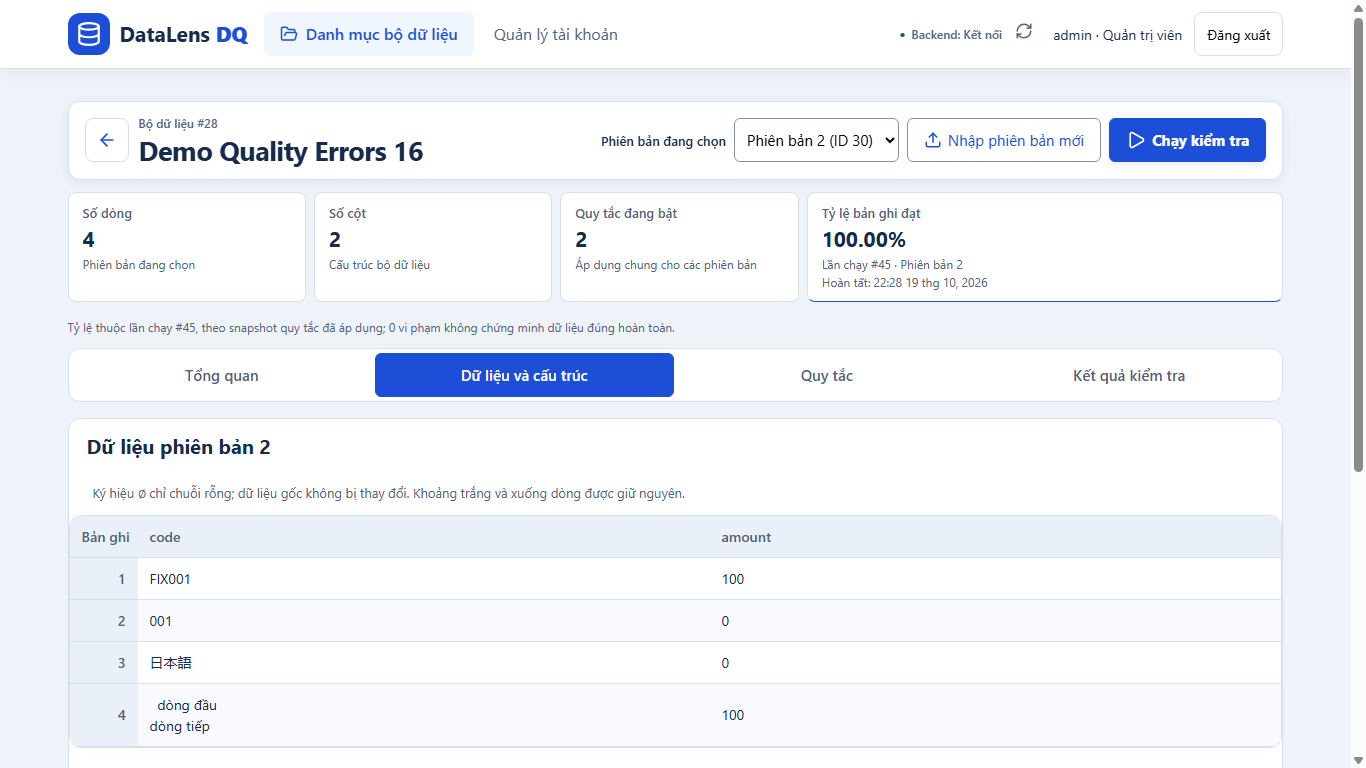 DataLens DQ
Danh mục bộ dữ liệu
Quản lý tài khoản
• Backend: Kết nối
admin · Quản trị viên
Đăng xuất
Bộ dữ liệu #28
Demo Quality Errors 16
Phiên bản đang chọn
Phiên bản 2 (ID 30)
Nhập phiên bản mới
Chạy kiểm tra
Số dòng
4
Phiên bản đang chọn
Số cột
2
Cấu trúc bộ dữ liệu
Quy tắc đang bật
2
Áp dụng chung cho các phiên bản
Tỷ lệ bản ghi đạt
100.00%
Lần chạy #45 · Phiên bản 2
Hoàn tất: 22:28 19 thg 10, 2026
Tỷ lệ thuộc lần chạy #45, theo snapshot quy tắc đã áp dụng; 0 vi phạm không chứng minh dữ liệu đúng hoàn toàn.
Tổng quan
Dữ liệu và cấu trúc
Quy tắc
Kết quả kiểm tra
Dữ liệu phiên bản 2
Ký hiệu ∅ chỉ chuỗi rỗng; dữ liệu gốc không bị thay đổi. Khoảng trắng và xuống dòng được giữ nguyên.
Bản ghi code amount
1 FIX001 100
2 001 0
3 日本語 0
4 dòng đầu
dòng tiếp 100